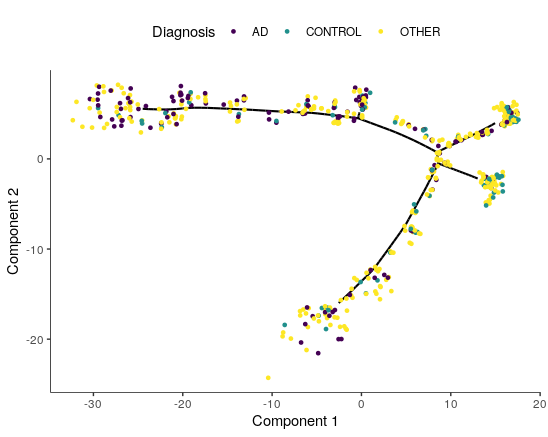 Diagnosis AD CONTROL OTHER
Component 2
0
-10
-20
-30 -20 -10 0 10 20
Component 1